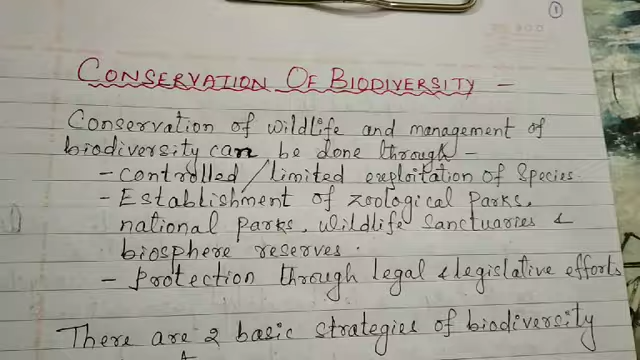 1
CONSERVATION OF BIODIVERSITY -
Conservation of wildlife and management of
biodiversity can be done through -
- controlled / limited exploitation of species.
- Establishment of zoological Parks,
national parks, wildlife sanctuaries &
biosphere reserves.
- Protection through legal & legislative efforts
There are 2 basic strategies of biodiversity